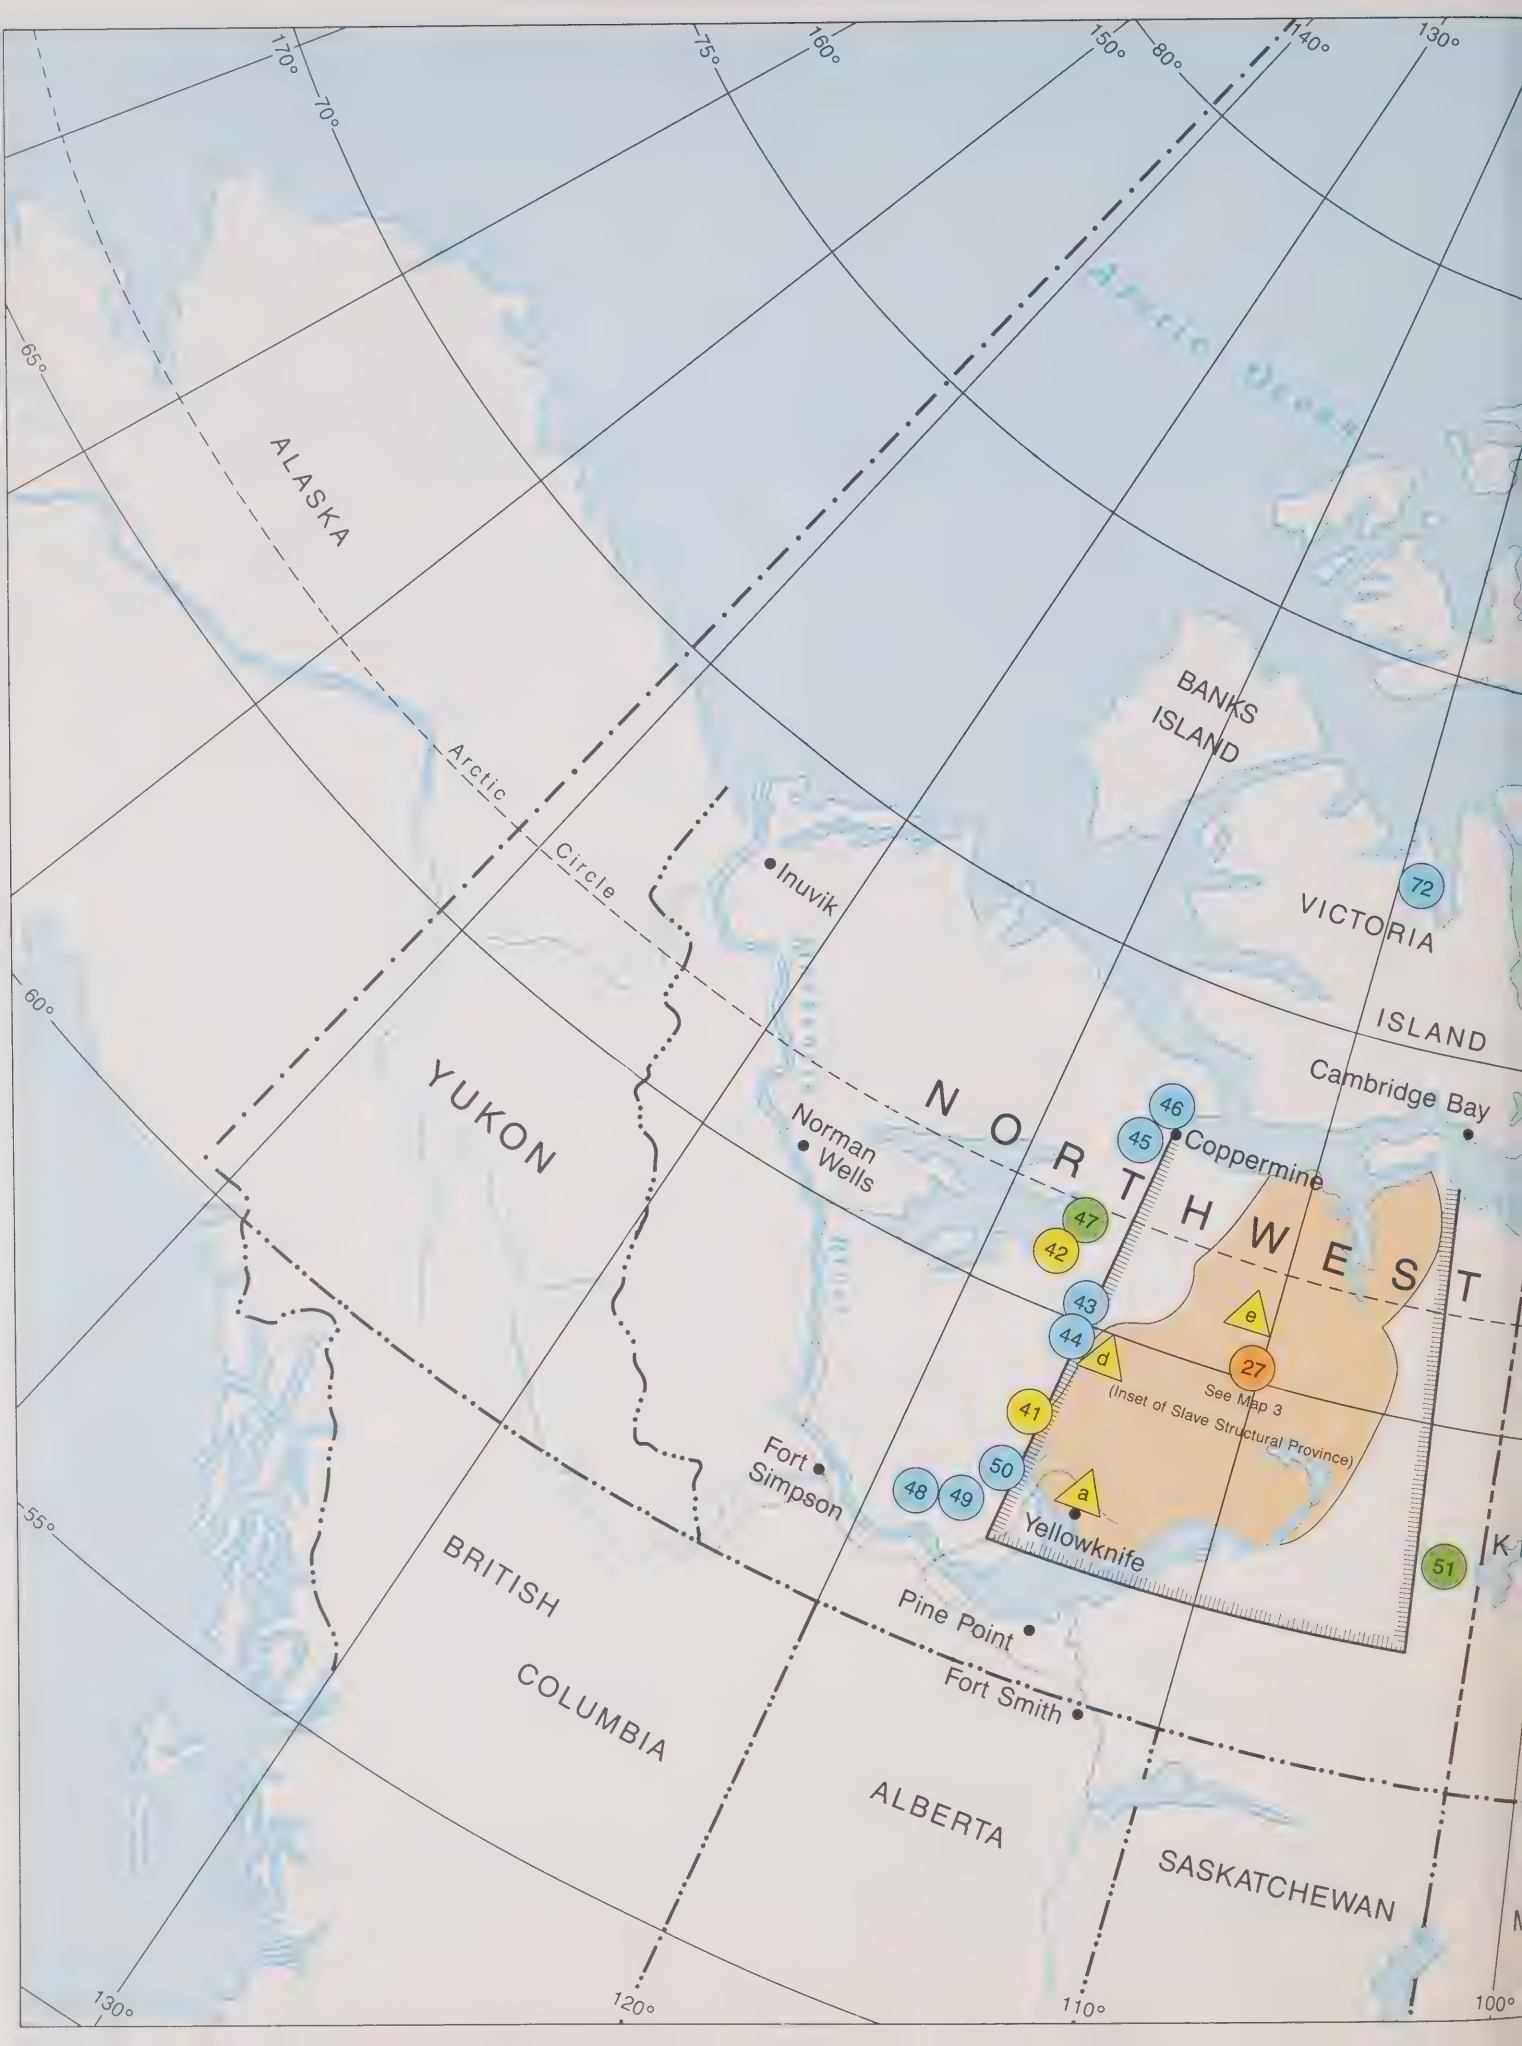 170°
70°
75°
160°
150°
80°
140°
130°
Arctic Ocean
65°
ALASKA
BANKS
ISLAND
Arctic
Circle
Inuvik
72
VICTORIA
ISLAND
60°
YUKON
Cambridge Bay
NORTHWEST
46
45
Coppermine
Norman
Wells
47
42
43
44
e
d
27
See Map 3
(Inset of Slave Structural Province)
41
Fort
Simpson
50
48
49
a
Yellowknife
55°
BRITISH
COLUMBIA
K
51
Pine Point
Fort Smith
ALBERTA
SASKATCHEWAN
130°
120°
110°
100°